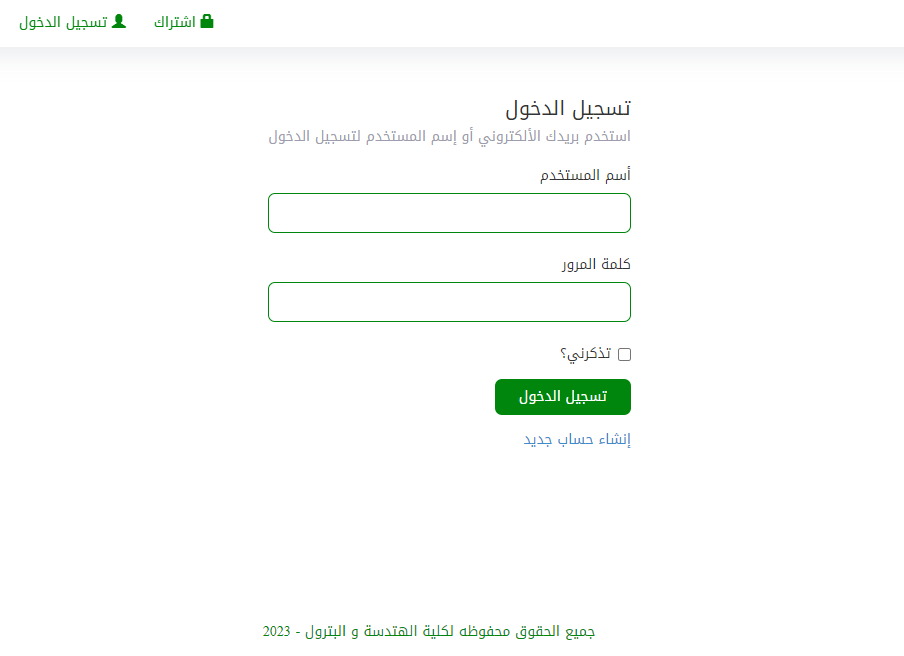 اشتراك
تسجيل الدخول
تسجيل الدخول
استخدم بريدك الألكتروني أو إسم المستخدم لتسجيل الدخول
أسم المستخدم
كلمة المرور
تذكرني؟
تسجيل الدخول
إنشاء حساب جديد
جميع الحقوق محفوظه لكلية الهتدسة و البترول - 2023